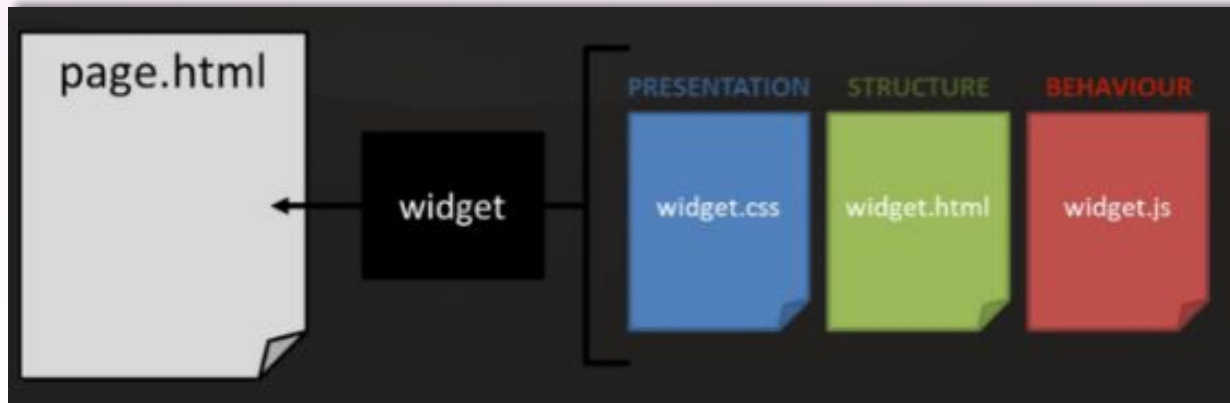 page.html
widget
PRESENTATION
STRUCTURE
BEHAVIOUR
widget.css
widget.html
widget.js